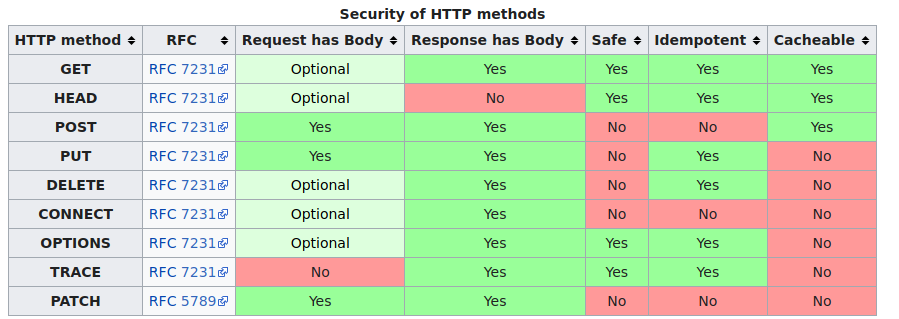 Security of HTTP methods
HTTP method RFC Request has Body Response has Body Safe Idempotent Cacheable
GET RFC 7231 Optional Yes Yes Yes Yes
HEAD RFC 7231 Optional No Yes Yes Yes
POST RFC 7231 Yes Yes No No Yes
PUT RFC 7231 Yes Yes No Yes No
DELETE RFC 7231 Optional Yes No Yes No
CONNECT RFC 7231 Optional Yes No No No
OPTIONS RFC 7231 Optional Yes Yes Yes No
TRACE RFC 7231 No Yes Yes Yes No
PATCH RFC 5789 Yes Yes No No No